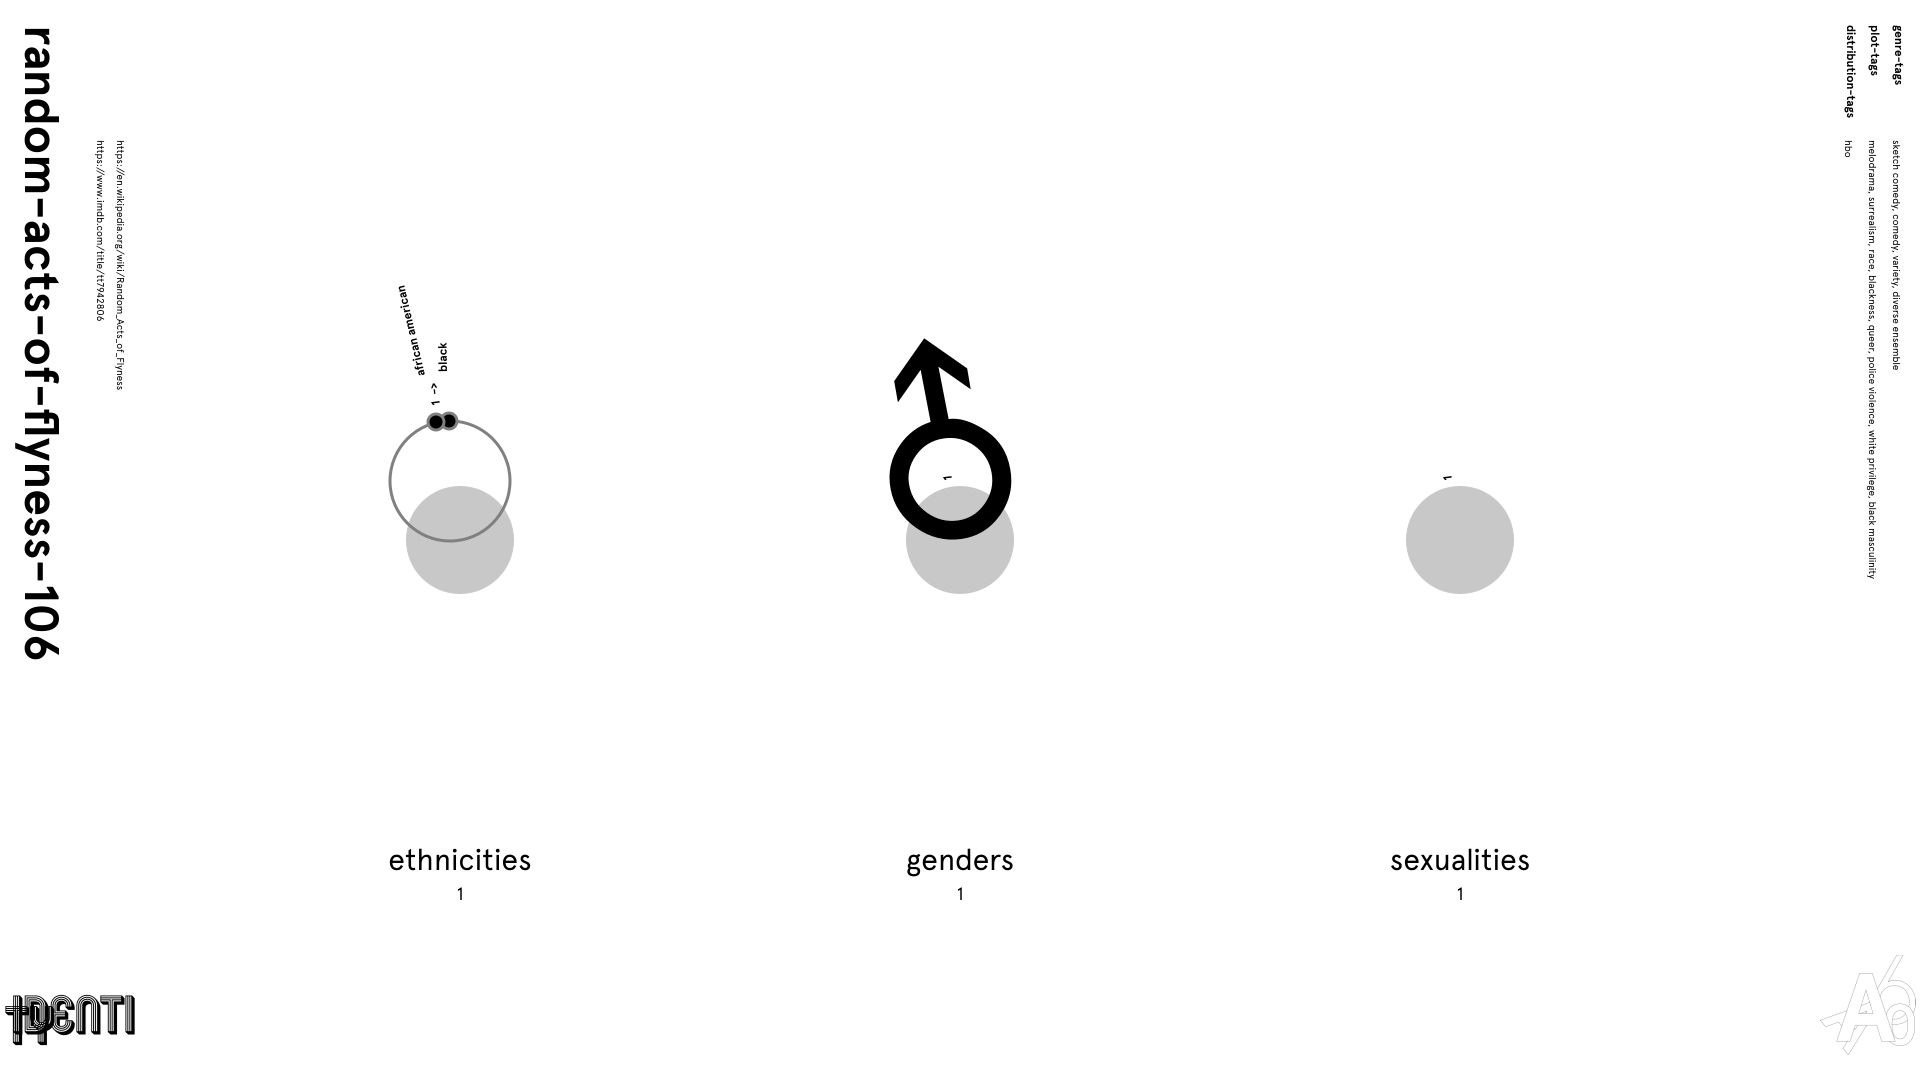 random-acts-of-flyness-106
https://en.wikipedia.org/wiki/Random_Acts_of_Flyness
https://www.imdb.com/title/tt7942806
genre-tags
sketch comedy, comedy, variety, diverse ensemble
plot-tags
melodrama, surrealism, race, blackness, queer, police violence, white privilege, black masculinity
distribution-tags
hbo
african american
black
1 ->
1
1
ethnicities
1
genders
1
sexualities
1
IDENTI